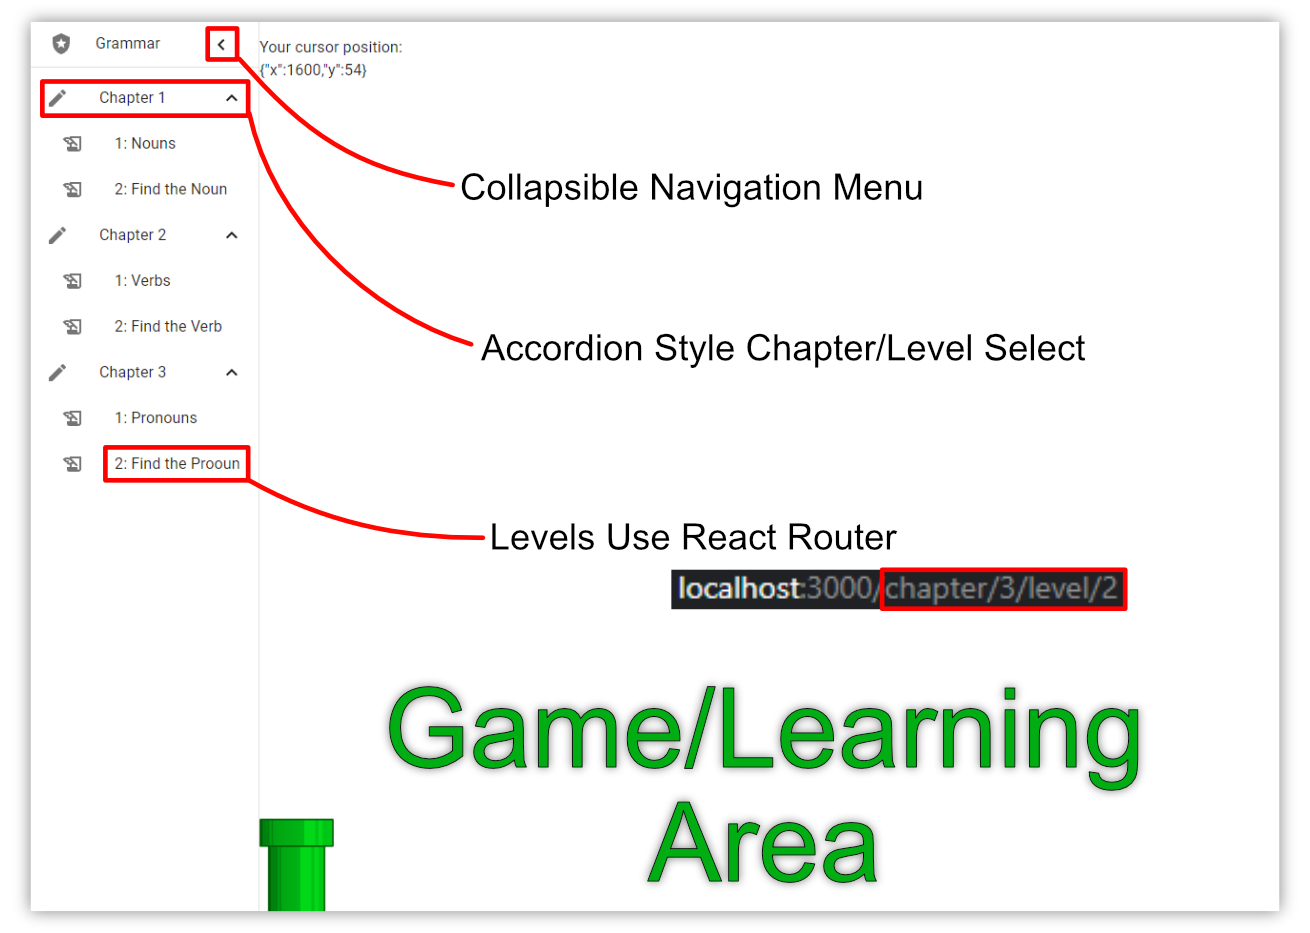 Grammar
Your cursor position:
{"x":1600,"y":54}
Chapter 1
1: Nouns
2: Find the Noun
Chapter 2
1: Verbs
2: Find the Verb
Chapter 3
1: Pronouns
2: Find the Prooun
Collapsible Navigation Menu
Accordion Style Chapter/Level Select
Levels Use React Router
localhost:3000/chapter/3/level/2
Game/Learning
Area